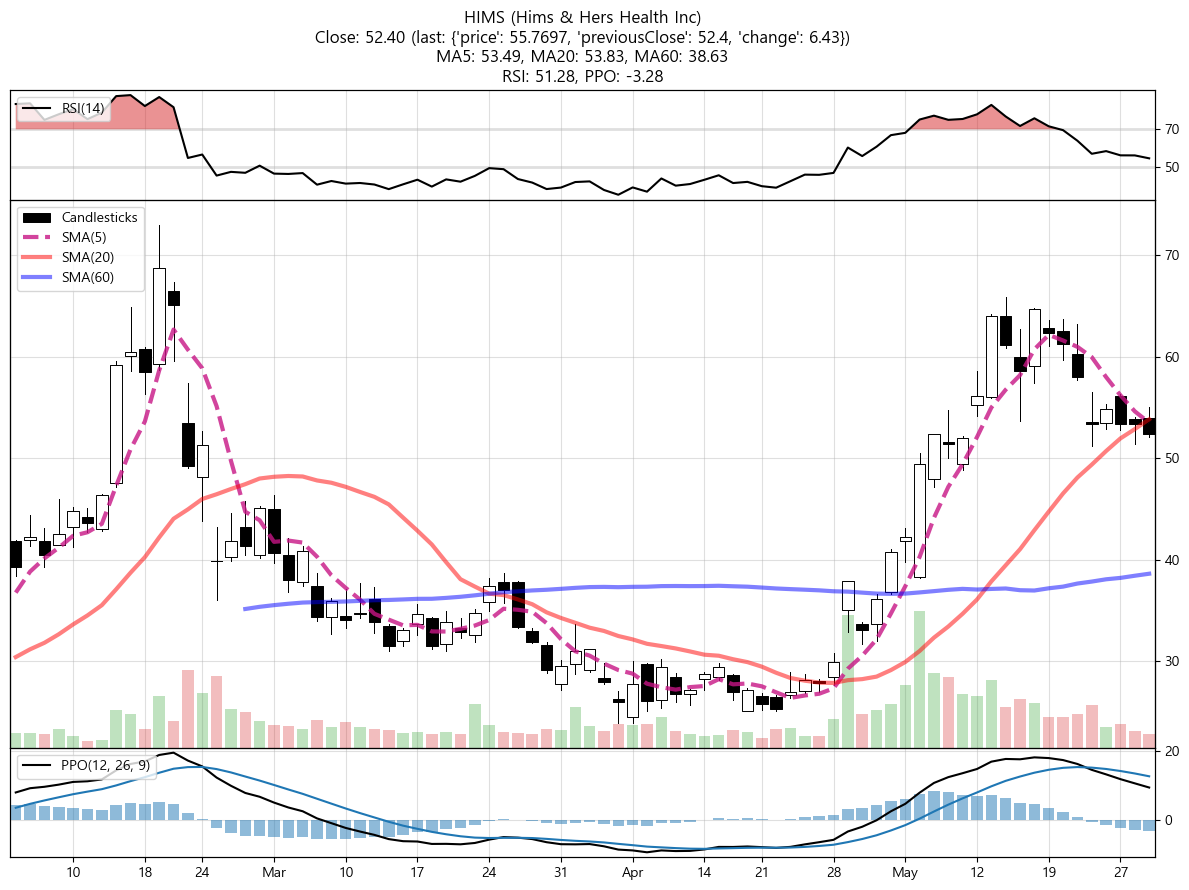 HIMS (Hims & Hers Health Inc)
Close: 52.40 (last: {'price': 55.7697, 'previousClose': 52.4, 'change': 6.43})
MA5: 53.49, MA20: 53.83, MA60: 38.63
RSI: 51.28, PPO: -3.28
RSI(14)
70
50
Candlesticks
SMA(5)
SMA(20)
SMA(60)
70
60
50
40
30
PPO(12, 26, 9)
20
0
10 18 24 Mar 10 17 24 31 Apr 14 21 28 May 12 19 27